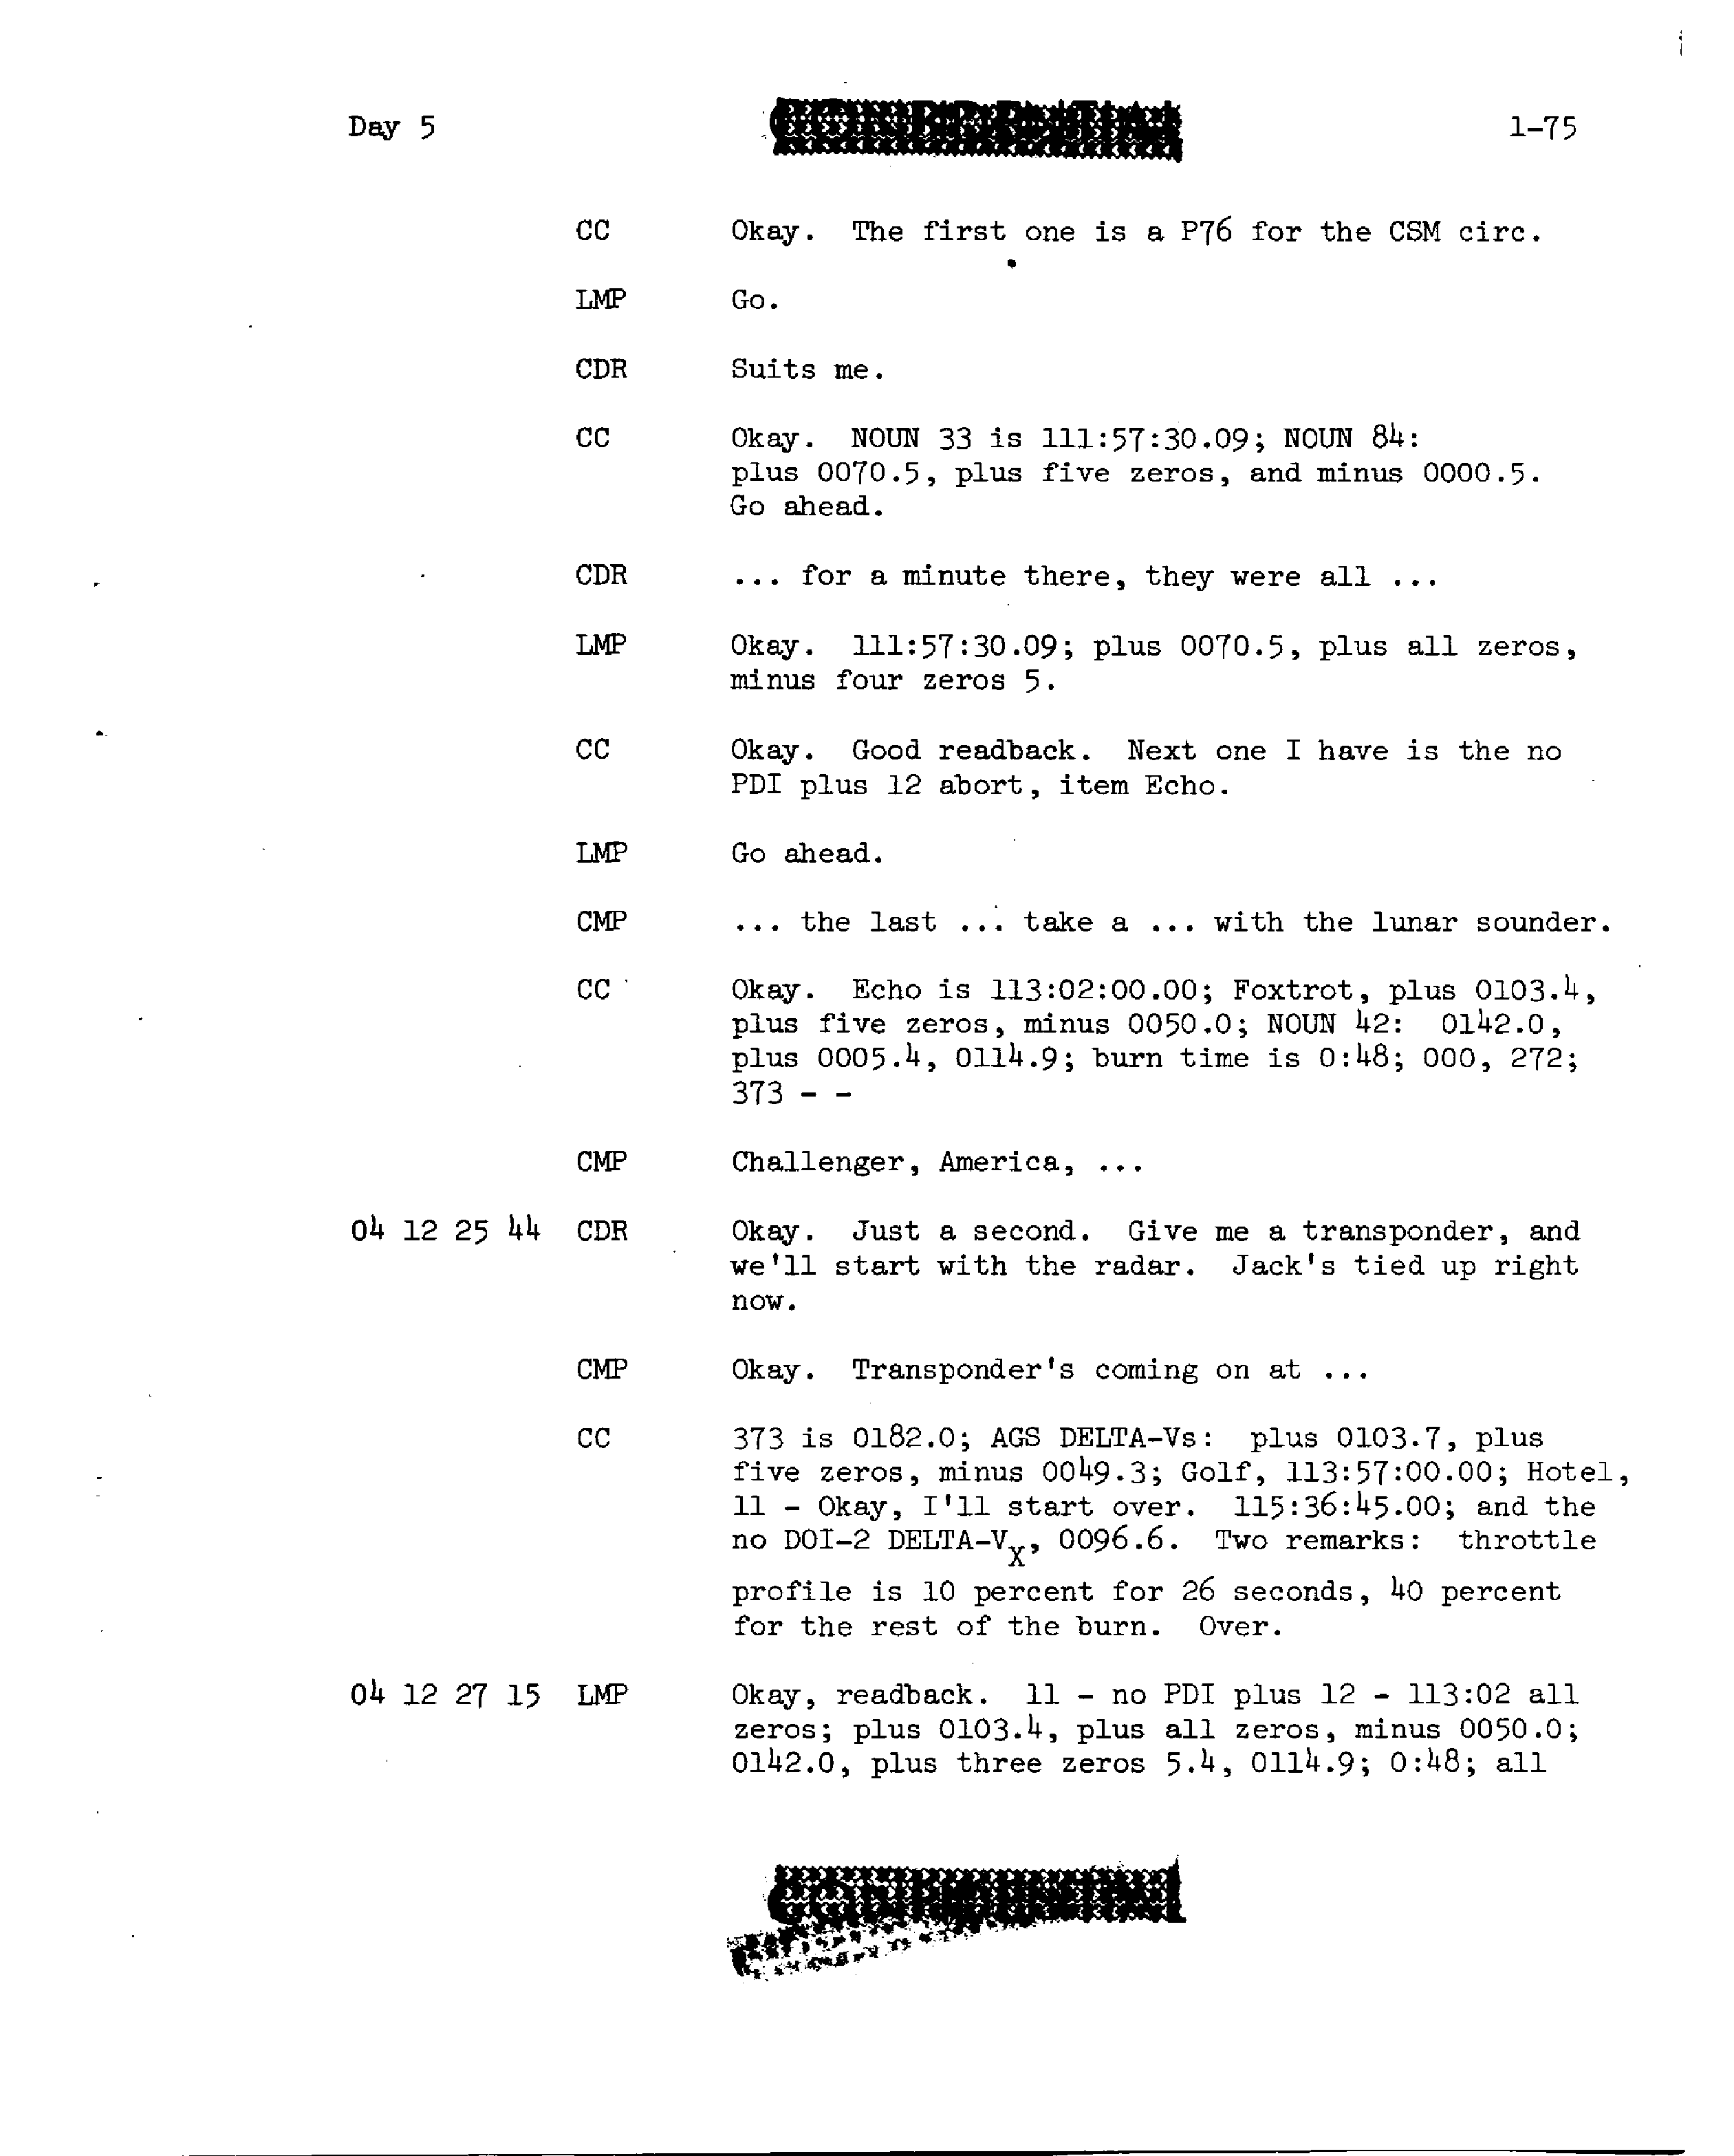 Day 5 1-75
CC Okay. The first one is a P76 for the CSM circ.
LMP Go.
CDR Suits me.
CC Okay. NOUN 33 is 111:57:30.09; NOUN 84:
plus 0070.5, plus five zeros, and minus 0000.5.
Go ahead.
CDR ... for a minute there, they were all ...
LMP Okay. 111:57:30.09; plus 0070.5, plus all zeros,
minus four zeros 5.
CC Okay. Good readback. Next one I have is the no
PDI plus 12 abort, item Echo.
LMP Go ahead.
CMP ... the last ... take a ... with the lunar sounder.
CC Okay. Echo is 113:02:00.00; Foxtrot, plus 0103.4,
plus five zeros, minus 0050.0; NOUN 42: 0142.0,
plus 0005.4, 0114.9; burn time is 0:48; 000, 272;
373 - -
CMP Challenger, America, ...
04 12 25 44 CDR Okay. Just a second. Give me a transponder, and
we'll start with the radar. Jack's tied up right
now.
CMP Okay. Transponder's coming on at ...
CC 373 is 0182.0; AGS DELTA-Vs: plus 0103.7, plus
five zeros, minus 0049.3; Golf, 113:57:00.00; Hotel,
11 - Okay, I'll start over. 115:36:45.00; and the
no DOI-2 DELTA-VX, 0096.6. Two remarks: throttle
profile is 10 percent for 26 seconds, 40 percent
for the rest of the burn. Over.
04 12 27 15 LMP Okay, readback. 11 - no PDI plus 12 - 113:02 all
zeros; plus 0103.4, plus all zeros, minus 0050.0;
0142.0, plus three zeros 5.4, 0114.9; 0:48; all